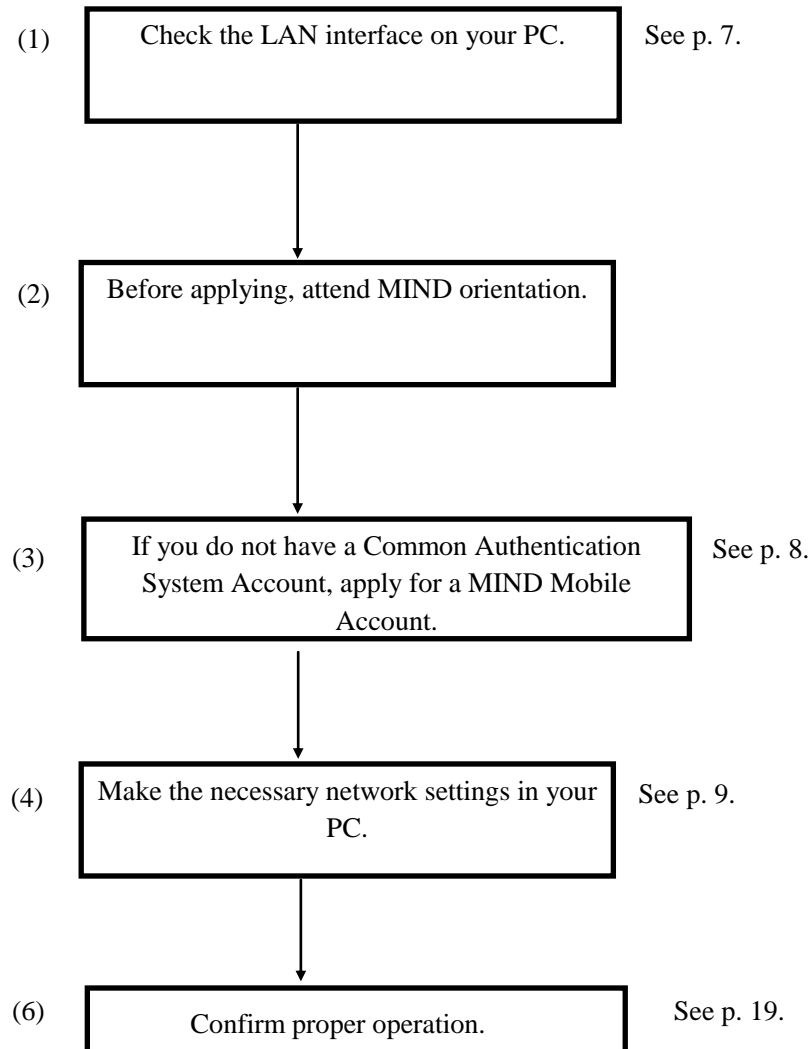 (1) Check the LAN interface on your PC. See p. 7.
(2) Before applying, attend MIND orientation.
(3) If you do not have a Common Authentication See p. 8.
System Account, apply for a MIND Mobile
Account.
(4) Make the necessary network settings in your See p. 9.
PC.
(6) Confirm proper operation. See p. 19.